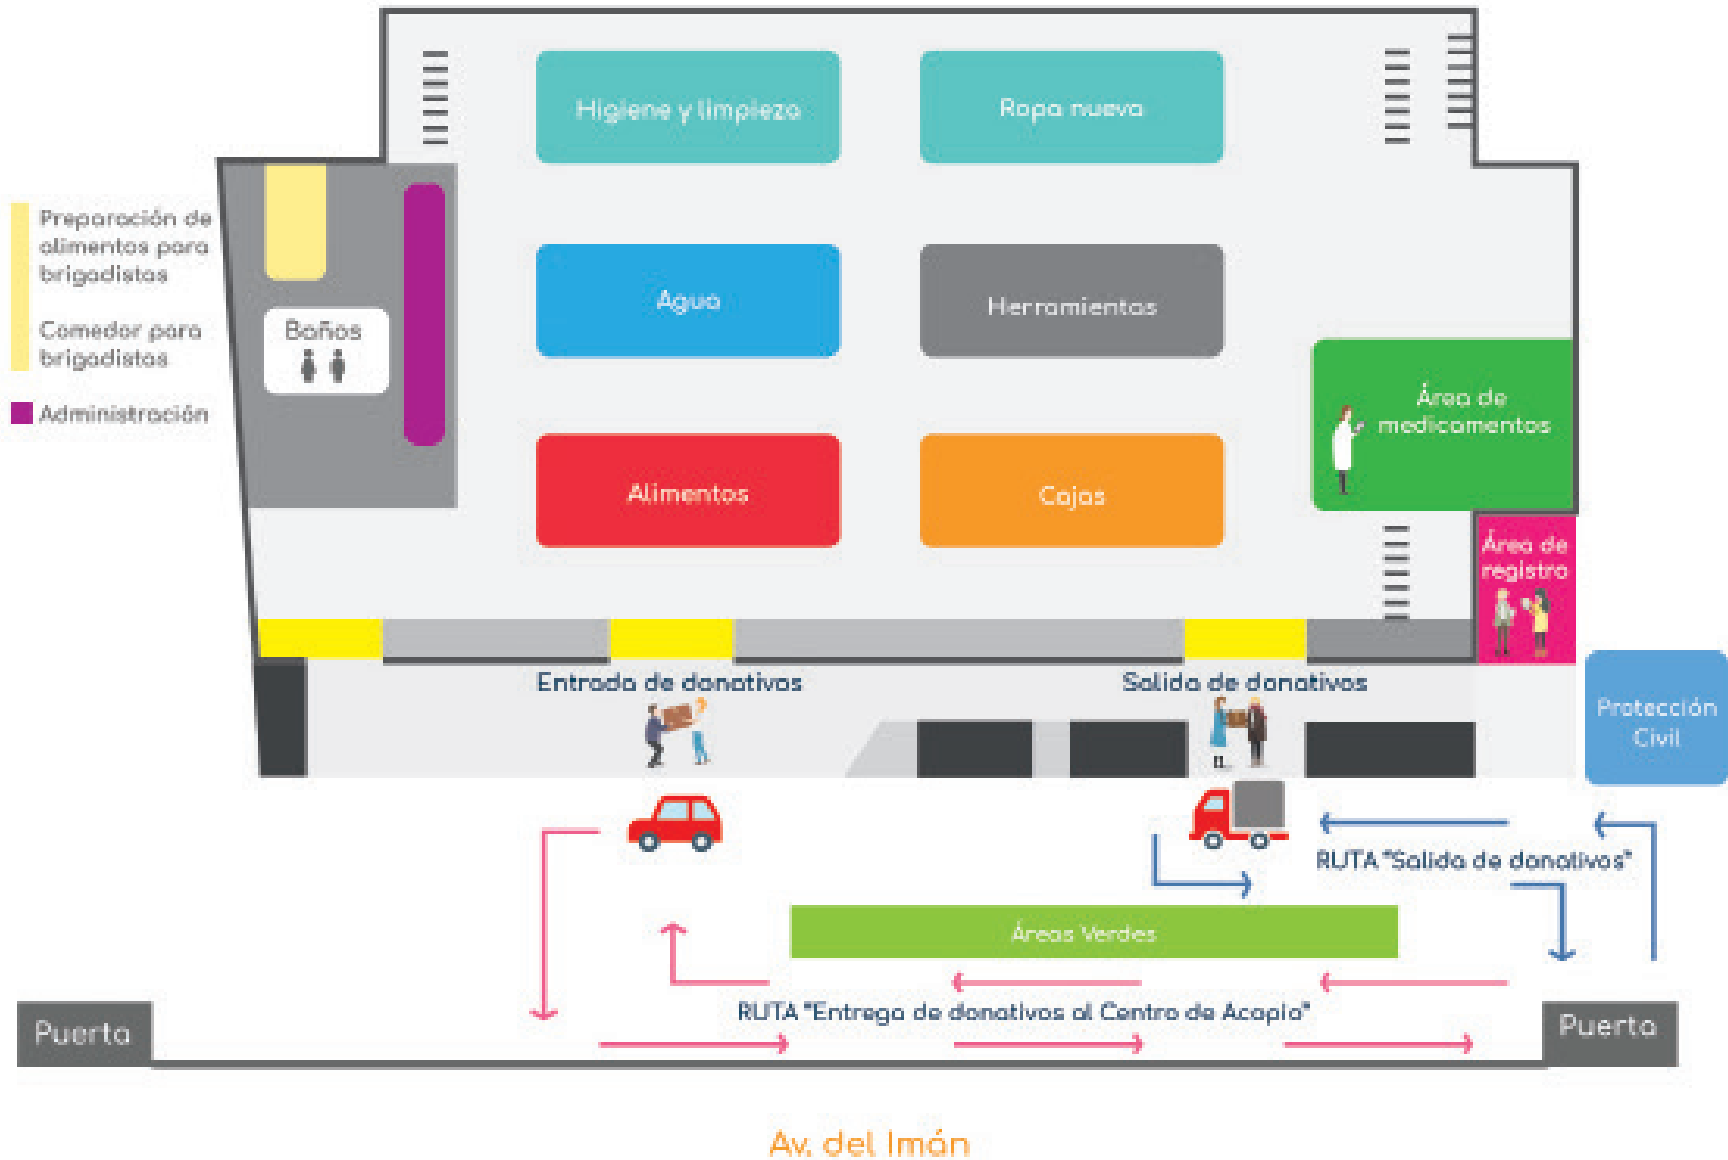 Higiene y limpieza
Ropa nueva
Preparación de
alimentos para
brigadistas
Comedor para
brigadistas
Administración
Baños
Agua
Herramientas
Área de
medicamentos
Alimentos
Cajas
Área de
registro
Entrada de donativos
Salida de donativos
Protección
Civil
RUTA "Salida de donativos"
Áreas Verdes
RUTA "Entrega de donativos al Centro de Acopio"
Puerta
Puerta
Av. del Imán